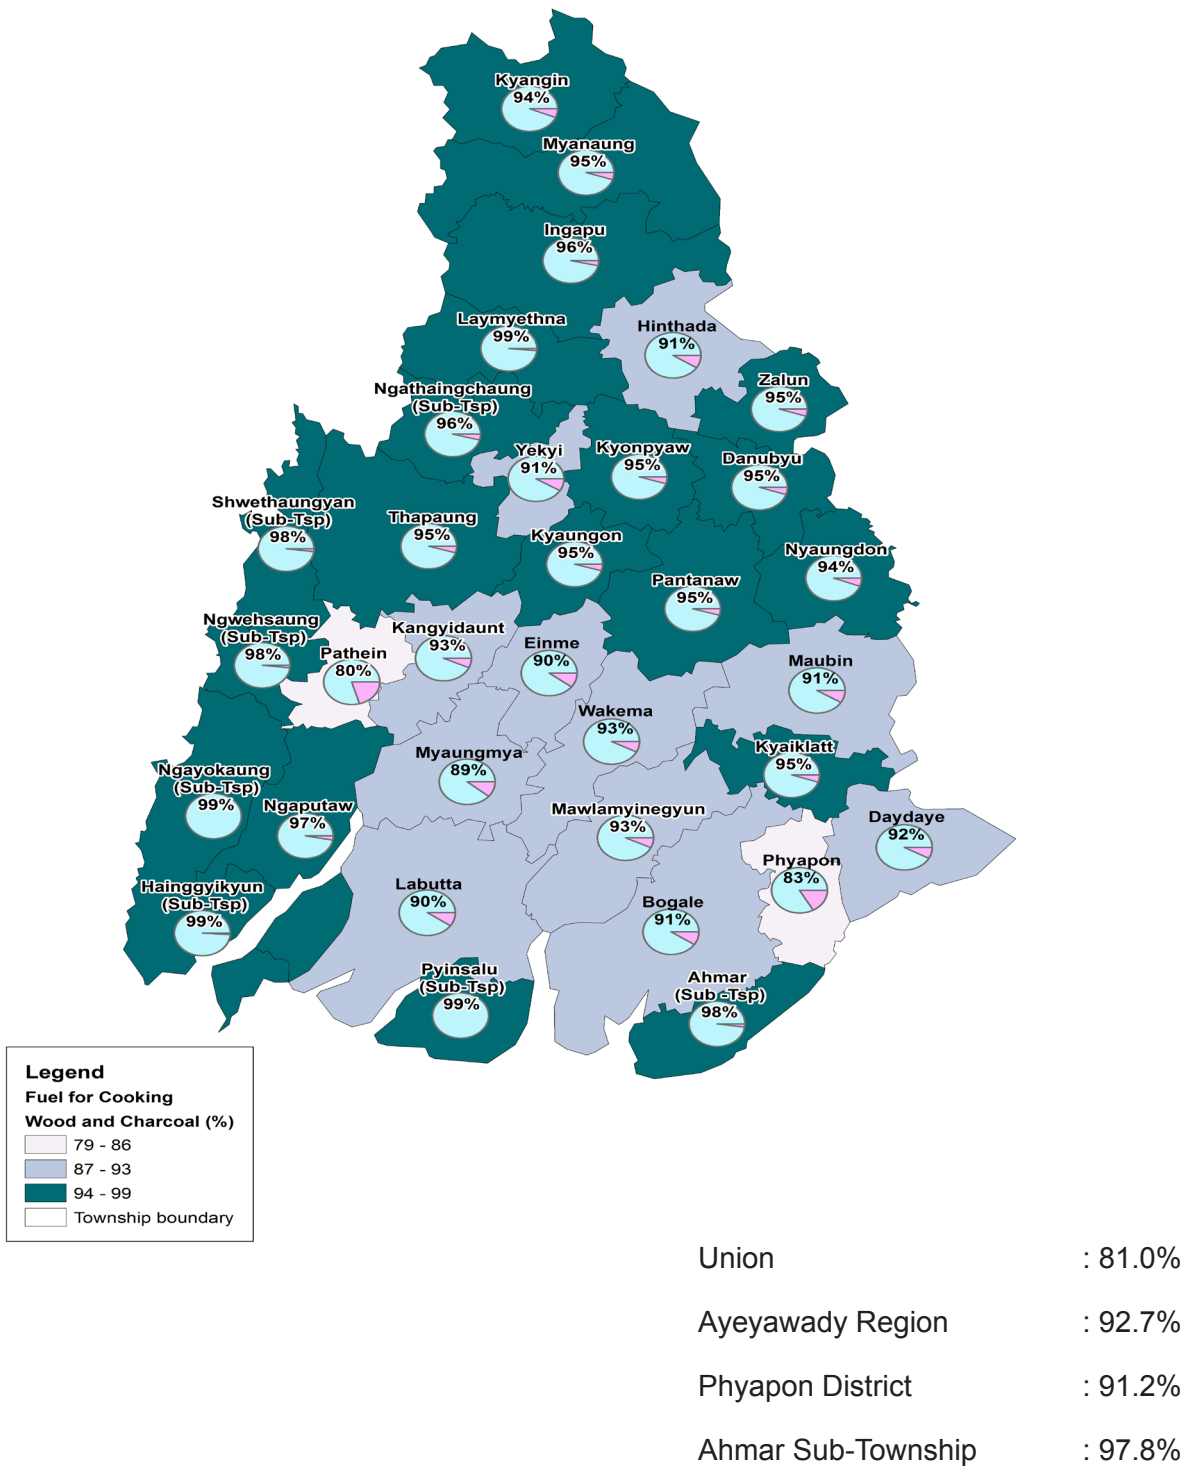 Kyangin
94%
Myanaung
95%
Ingapu
96%
Laymyethna
99%
Hinthada
91%
Zalun
95%
Ngathaingchaung
(Sub-Tsp)
96%
Yekyi
91%
Kyonpyaw
95%
Danubyu
95%
Shwethaungyan
(Sub-Tsp)
98%
Thapaung
95%
Kyaungon
95%
Nyaungdon
94%
Pantanaw
95%
Ngwehsaung
(Sub-Tsp)
98%
Pathein
80%
Kangyidaunt
93%
Einme
90%
Maubin
91%
Wakema
93%
Kyaiklatt
95%
Myaungmya
89%
Ngayokaung
(Sub-Tsp)
99%
Ngaputaw
97%
Mawlamyinegyun
93%
Daydaye
92%
Phyapon
83%
Hainggyikyun
(Sub-Tsp)
99%
Labutta
90%
Bogale
91%
Pyinsalu
(Sub-Tsp)
99%
Ahmar
(Sub -Tsp)
98%
Legend
Fuel for Cooking
Wood and Charcoal (%)
79 - 86
87 - 93
94 - 99
Township boundary
Union : 81.0%
Ayeyawady Region : 92.7%
Phyapon District : 91.2%
Ahmar Sub-Township : 97.8%